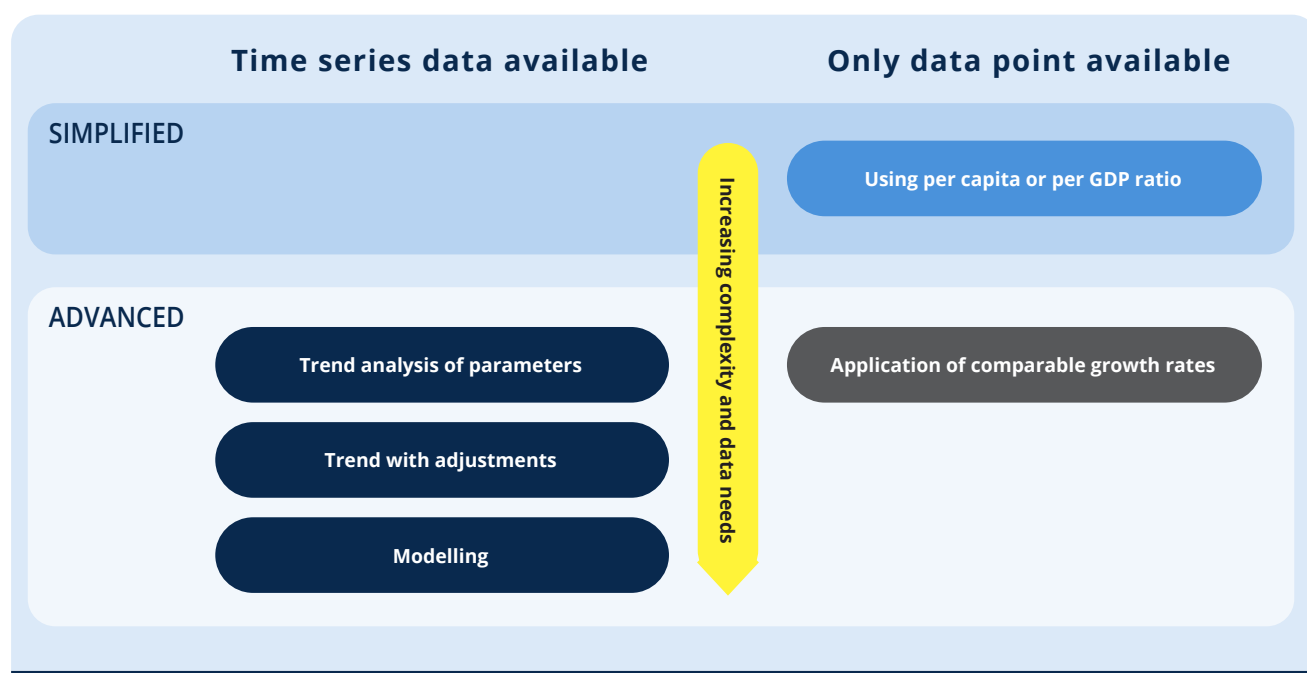 Time series data available
Only data point available
SIMPLIFIED
Using per capita or per GDP ratio
Increasing complexity and data needs
ADVANCED
Trend analysis of parameters
Application of comparable growth rates
Trend with adjustments
Modelling